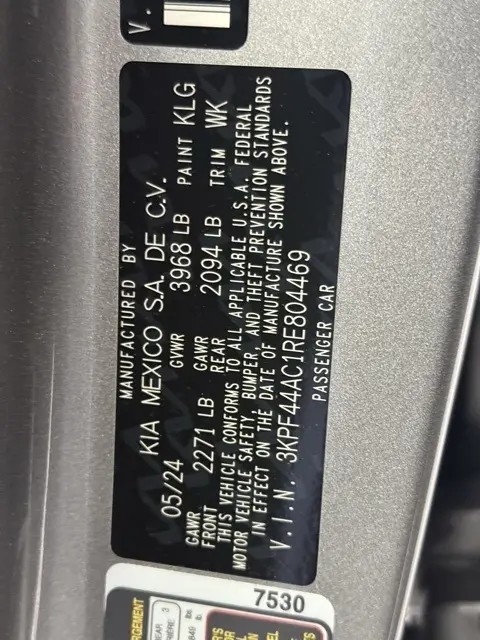 V.
MANUFACTURED BY
KIA MEXICO S.A. DE C.V.
05/24 GVWR 3968 LB PAINT KLG
GAWR FRONT 2271 LB GAWR REAR 2094 LB TRIM WK
THIS VEHICLE CONFORMS TO ALL APPLICABLE U.S.A. FEDERAL
MOTOR VEHICLE SAFETY, BUMPER, AND THEFT PREVENTION STANDARDS
IN EFFECT ON THE DATE OF MANUFACTURE SHOWN ABOVE.
V.I.N. 3KPF44AC1RE804469
PASSENGER CAR
7530